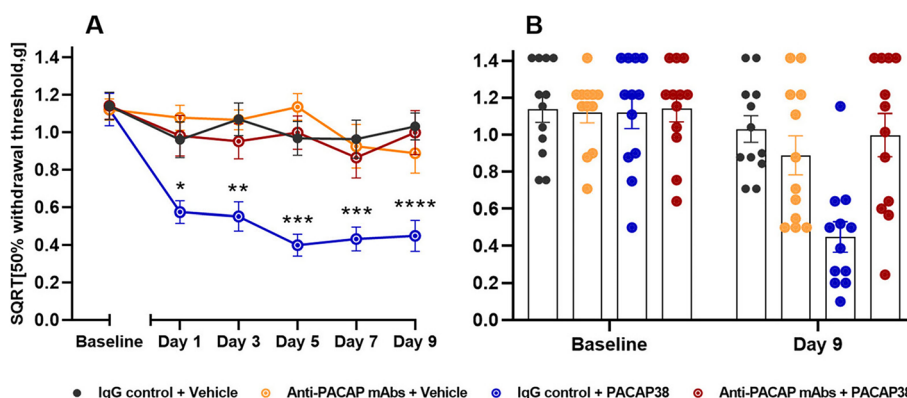 A
B
SQRT[50% withdrawal threshold,g]
1.4
1.2
1.0
0.8
0.6
0.4
0.2
0.0
*
**
***
***
****
Baseline
Day 1
Day 3
Day 5
Day 7
Day 9
1.4
1.2
1.0
0.8
0.6
0.4
0.2
0.0
Baseline
Day 9
IgG control + Vehicle
Anti-PACAP mAbs + Vehicle
IgG control + PACAP38
Anti-PACAP mAbs + PACAP38